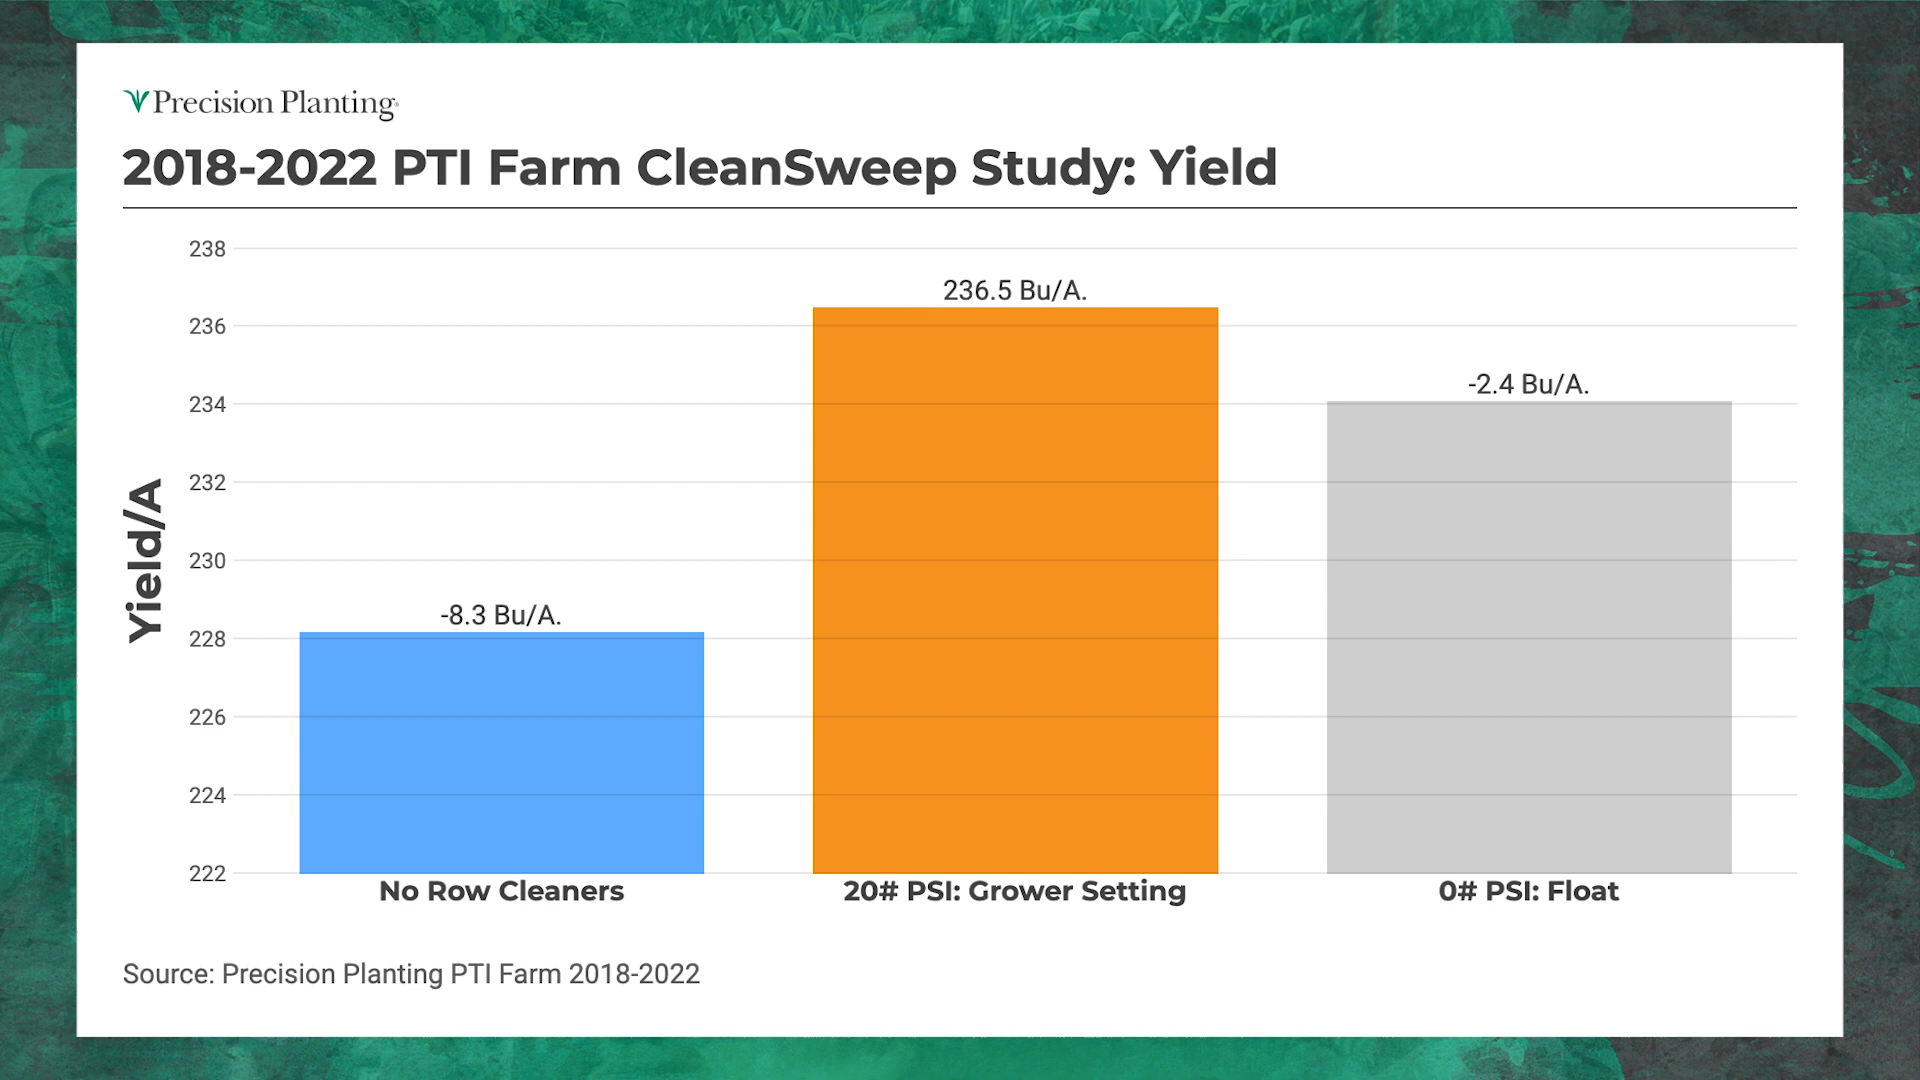 Precision Planting
2018-2022 PTI Farm CleanSweep Study: Yield
Yield/A
238
236
234
232
230
228
226
224
222
-8.3 Bu/A.
236.5 Bu/A.
-2.4 Bu/A.
No Row Cleaners
20# PSI: Grower Setting
0# PSI: Float
Source: Precision Planting PTI Farm 2018-2022